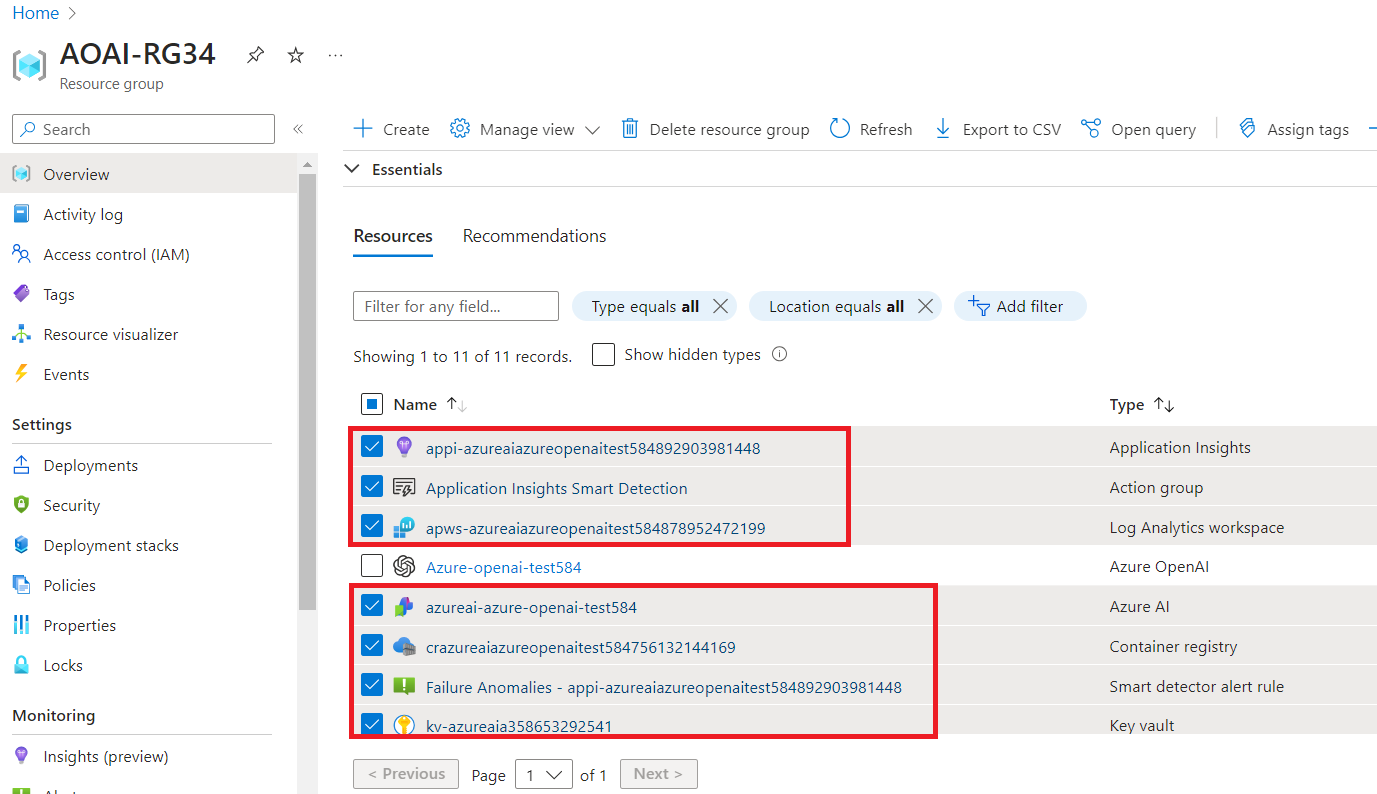 Home
AOAI-RG34
Resource group
Search
Overview
Activity log
Access control (IAM)
Tags
Resource visualizer
Events
Settings
Deployments
Security
Deployment stacks
Policies
Properties
Locks
Monitoring
Insights (preview)
Create Manage view Delete resource group Refresh Export to CSV Open query Assign tags
Essentials
Resources Recommendations
Filter for any field... Type equals all Location equals all Add filter
Showing 1 to 11 of 11 records. Show hidden types
Name Type
appi-azureaiazureopenaitest584892903981448 Application Insights
Application Insights Smart Detection Action group
apws-azureaiazureopenaitest584878952472199 Log Analytics workspace
Azure-openai-test584 Azure OpenAI
azureai-azure-openai-test584 Azure AI
crazureaiazureopenaitest584756132144169 Container registry
Failure Anomalies - appi-azureaiazureopenaitest584892903981448 Smart detector alert rule
kv-azureaia358653292541 Key vault
< Previous Page 1 of 1 Next >